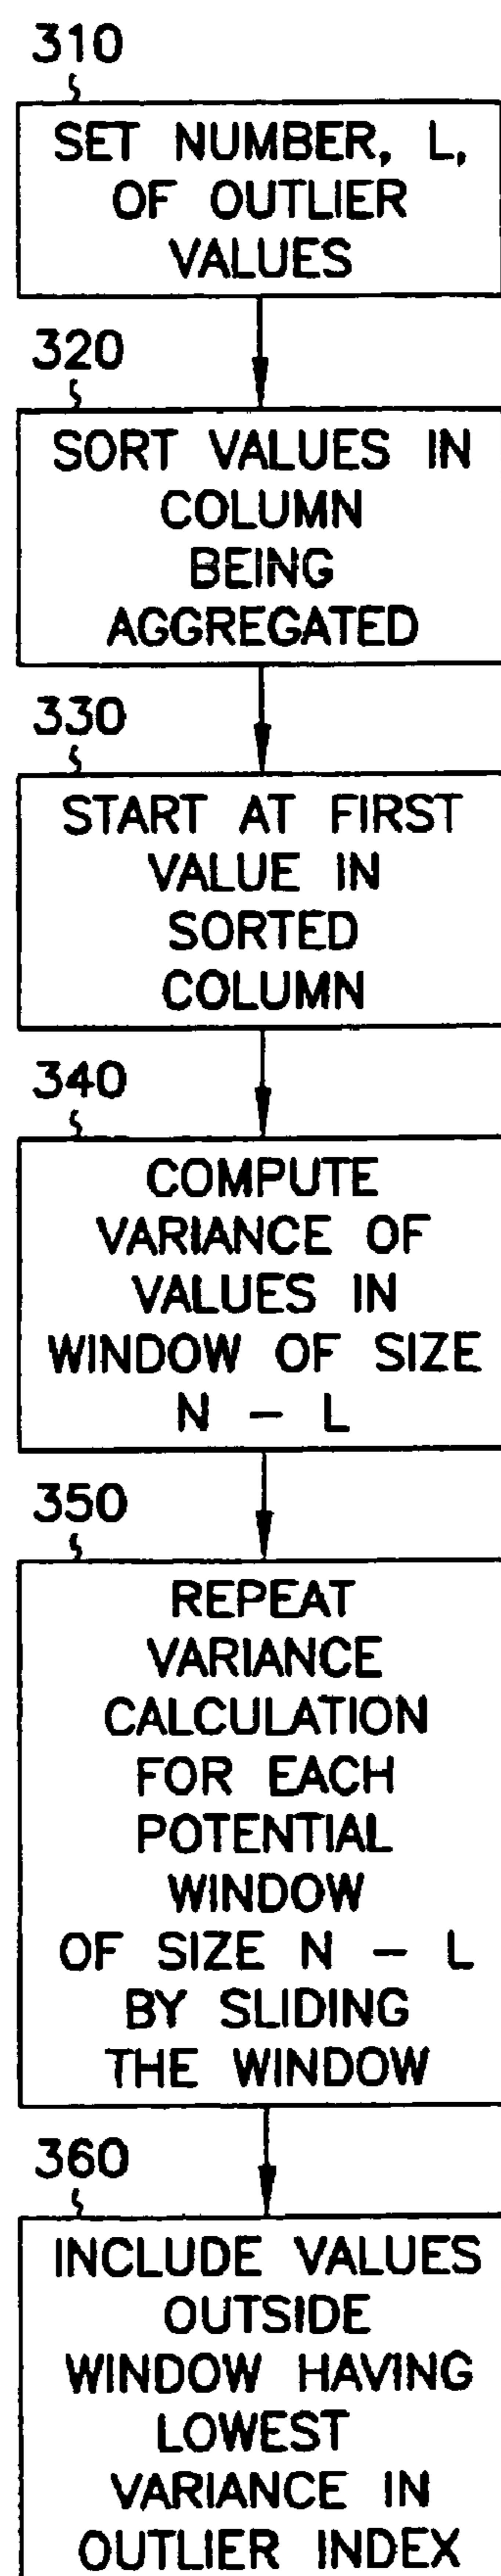 310
SET NUMBER, L,
OF OUTLIER
VALUES
320
SORT VALUES IN
COLUMN
BEING
AGGREGATED
330
START AT FIRST
VALUE IN
SORTED
COLUMN
340
COMPUTE
VARIANCE OF
VALUES IN
WINDOW OF SIZE
N – L
350
REPEAT
VARIANCE
CALCULATION
FOR EACH
POTENTIAL
WINDOW
OF SIZE N – L
BY SLIDING
THE WINDOW
360
INCLUDE VALUES
OUTSIDE
WINDOW HAVING
LOWEST
VARIANCE IN
OUTLIER INDEX